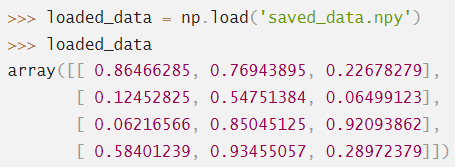 >>> loaded_data = np.load('saved_data.npy')
>>> loaded_data
array([[ 0.86466285, 0.76943895, 0.22678279],
       [ 0.12452825, 0.54751384, 0.06499123],
       [ 0.06216566, 0.85045125, 0.92093862],
       [ 0.58401239, 0.93455057, 0.28972379]])